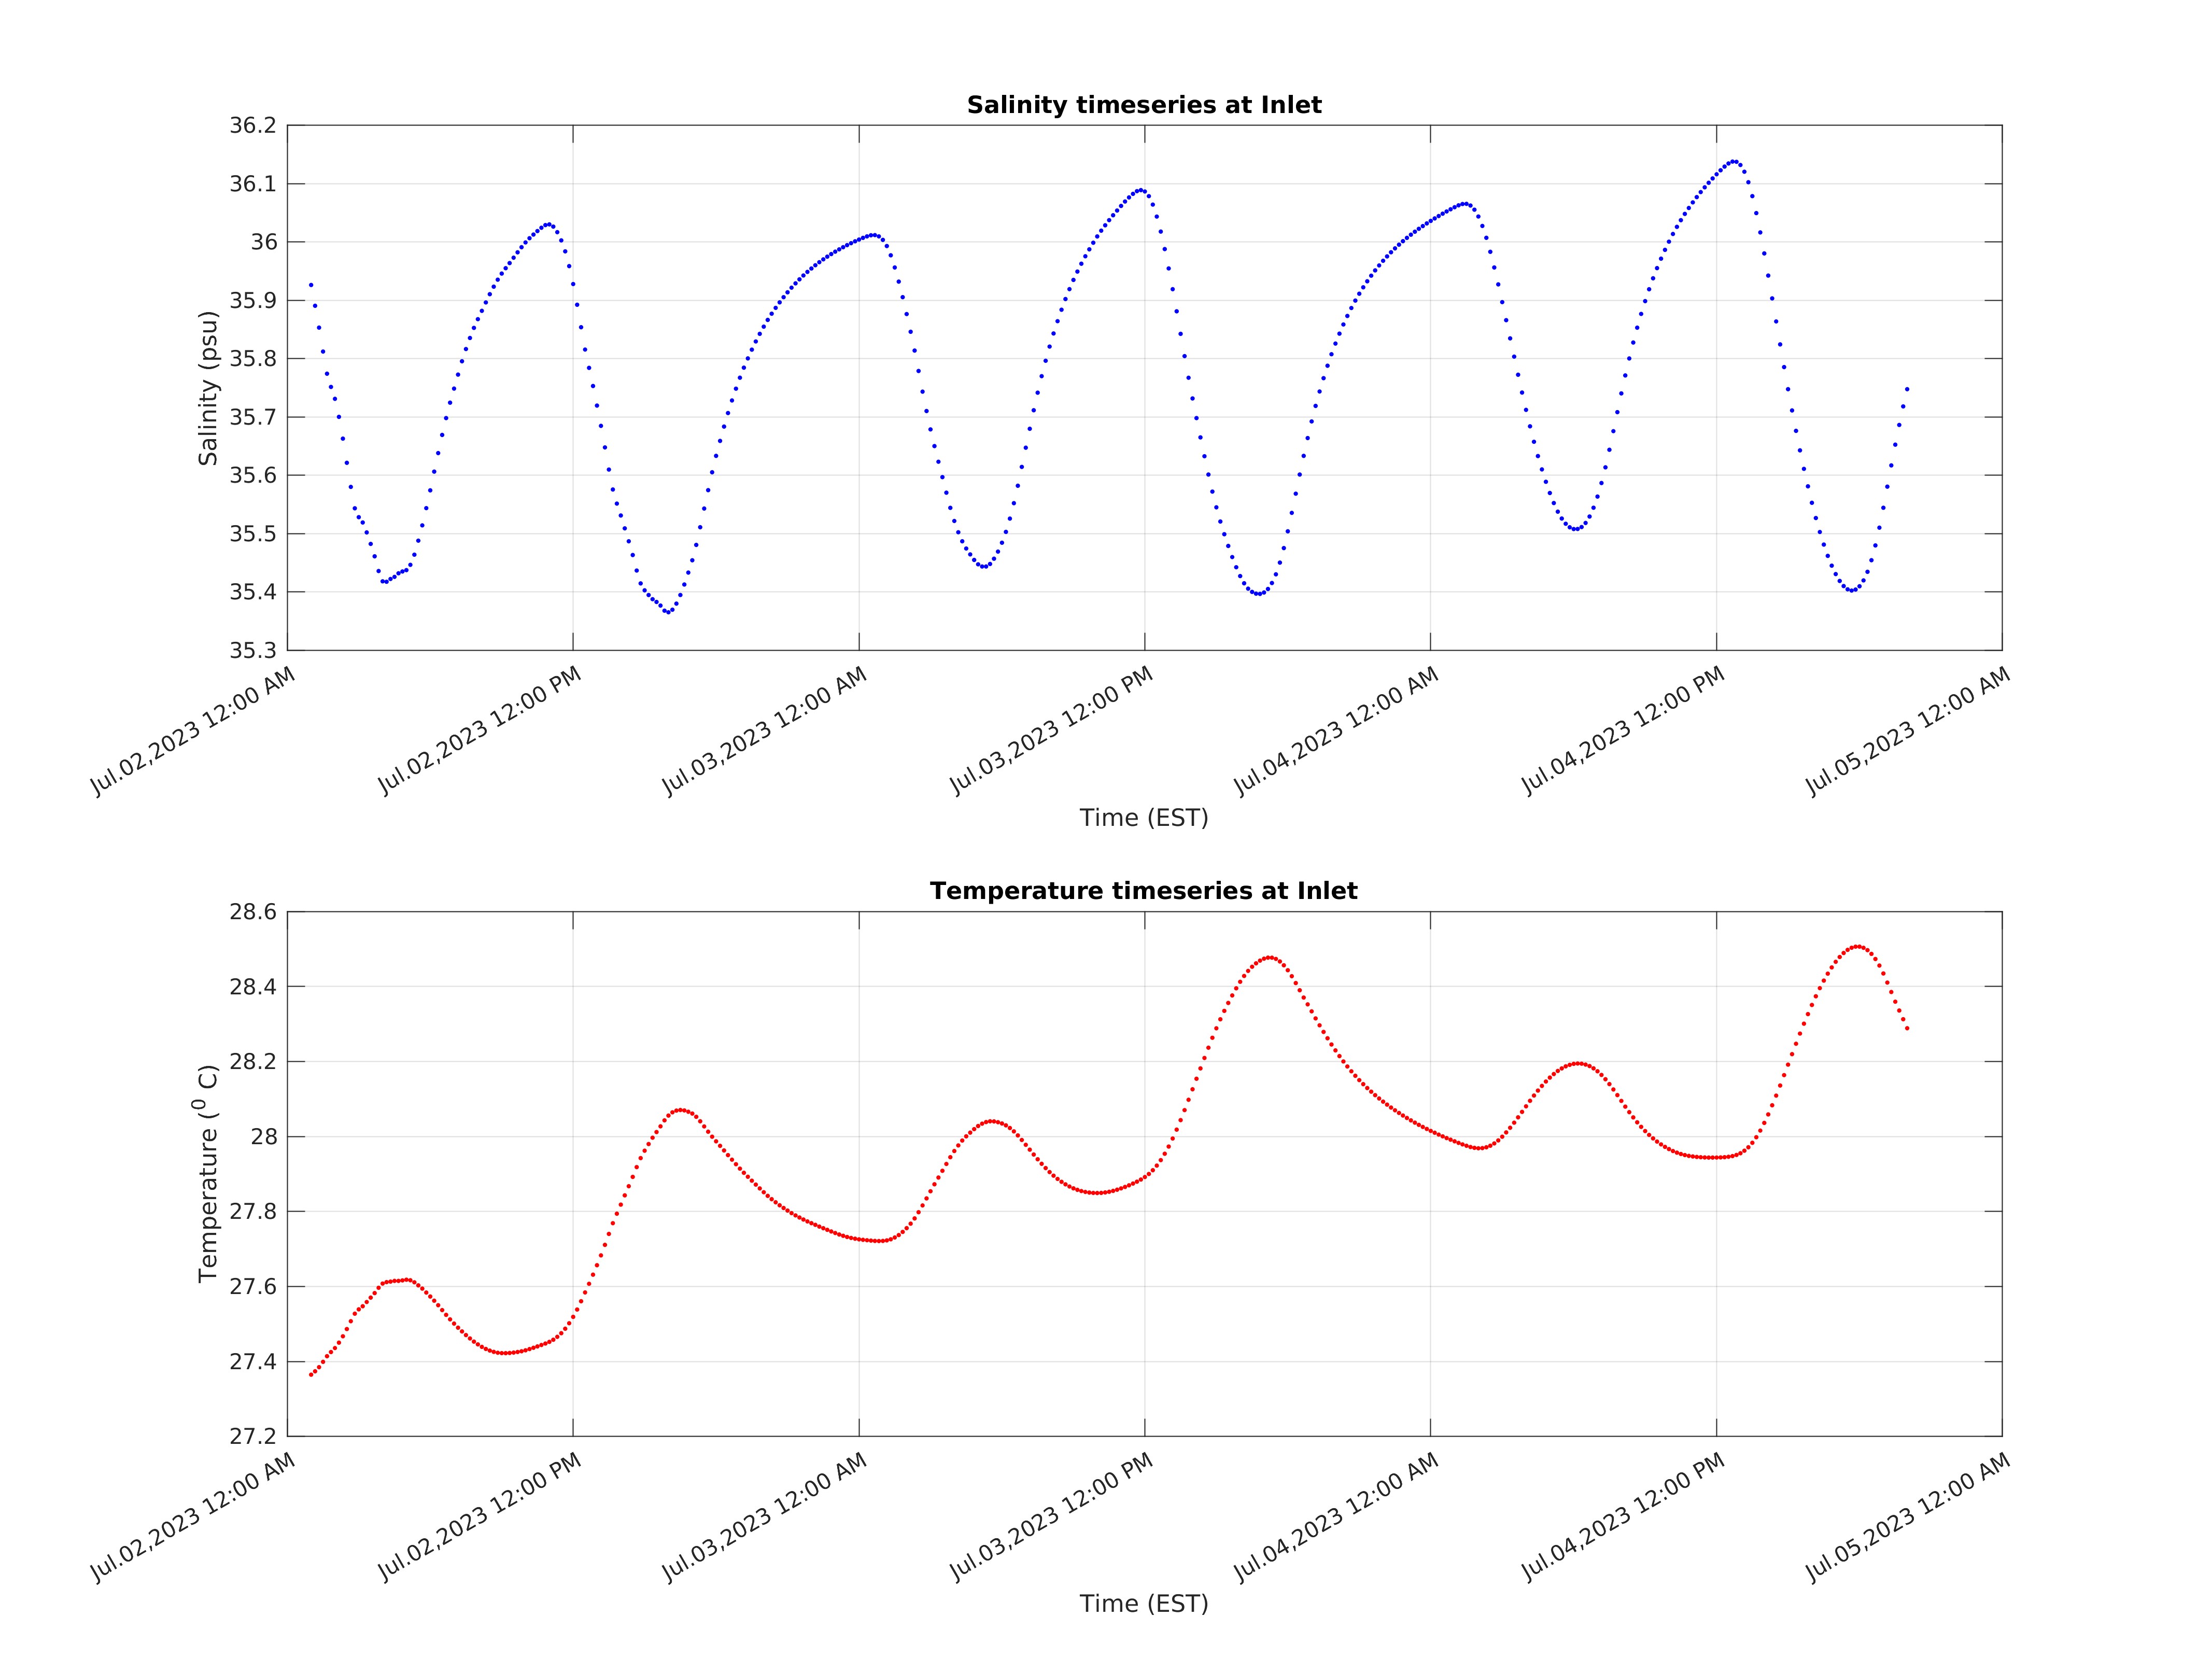 Salinity timeseries at Inlet
36.2
36.1
36
35.9
35.8
35.7
35.6
35.5
35.4
35.3
Salinity (psu)
Jul.02,2023 12:00 AM
Jul.02,2023 12:00 PM
Jul.03,2023 12:00 AM
Jul.03,2023 12:00 PM
Jul.04,2023 12:00 AM
Jul.04,2023 12:00 PM
Jul.05,2023 12:00 AM
Time (EST)
Temperature timeseries at Inlet
28.6
28.4
28.2
28
27.8
27.6
27.4
27.2
Temperature (⁰ C)
Jul.02,2023 12:00 AM
Jul.02,2023 12:00 PM
Jul.03,2023 12:00 AM
Jul.03,2023 12:00 PM
Jul.04,2023 12:00 AM
Jul.04,2023 12:00 PM
Jul.05,2023 12:00 AM
Time (EST)